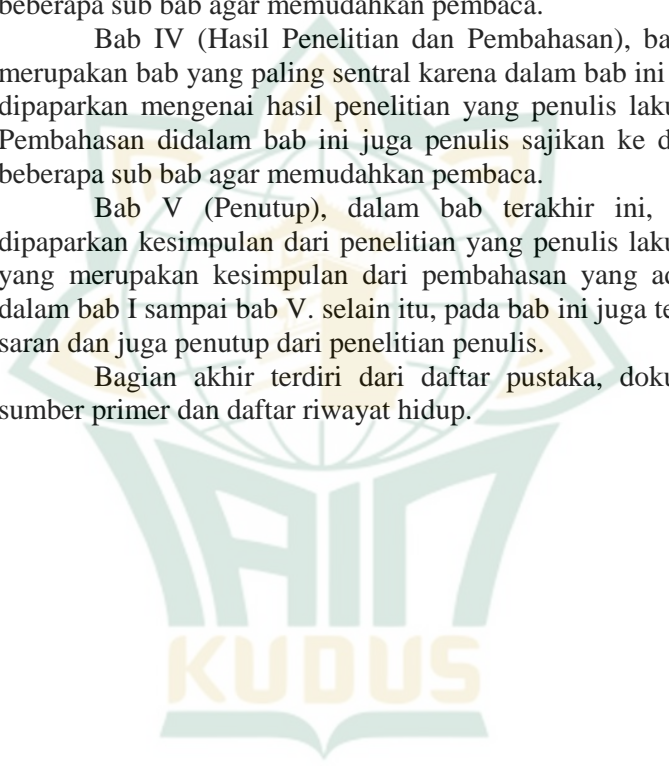 beberapa sub bab agar memudahkan pembaca.
Bab IV (Hasil Penelitian dan Pembahasan), ba
merupakan bab yang paling sentral karena dalam bab ini
dipaparkan mengenai hasil penelitian yang penulis laku
Pembahasan didalam bab ini juga penulis sajikan ke d
beberapa sub bab agar memudahkan pembaca.
Bab V (Penutup), dalam bab terakhir ini,
dipaparkan kesimpulan dari penelitian yang penulis laku
yang merupakan kesimpulan dari pembahasan yang ad
dalam bab I sampai bab V. selain itu, pada bab ini juga te
saran dan juga penutup dari penelitian penulis.
Bagian akhir terdiri dari daftar pustaka, doku
sumber primer dan daftar riwayat hidup.
IAIN
KUDUS